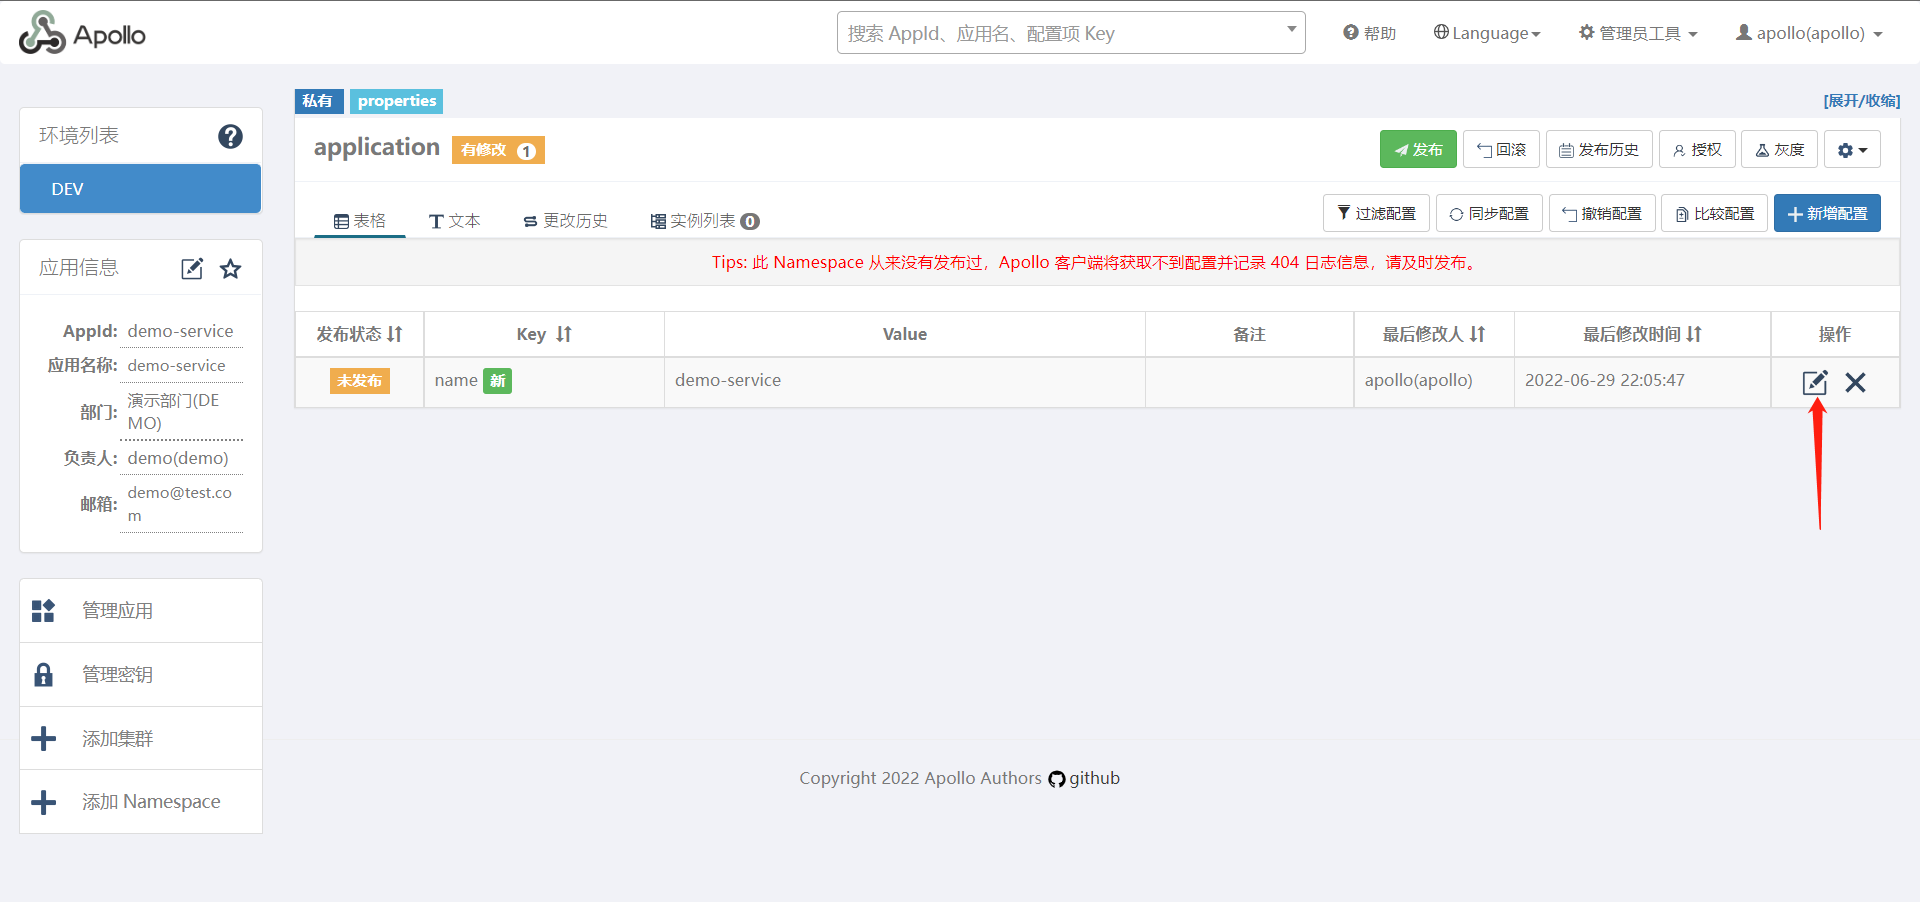 Apollo
搜索 AppId、应用名、配置项 Key
帮助
Language
管理员工具
apollo(apollo)
环境列表
DEV
应用信息
AppId: demo-service
应用名称: demo-service
部门: 演示部门(DE
MO)
负责人: demo(demo)
邮箱: demo@test.co
m
管理应用
管理密钥
添加集群
添加 Namespace
私有 properties
[展开/收缩]
application 有修改 1
发布 回滚 发布历史 授权 灰度
表格 文本 更改历史 实例列表 0
过滤配置 同步配置 撤销配置 比较配置 新增配置
Tips: 此 Namespace 从来没有发布过，Apollo 客户端将获取不到配置并记录 404 日志信息，请及时发布。
发布状态 Key Value 备注 最后修改人 最后修改时间 操作
未发布 name 新 demo-service apollo(apollo) 2022-06-29 22:05:47
Copyright 2022 Apollo Authors github